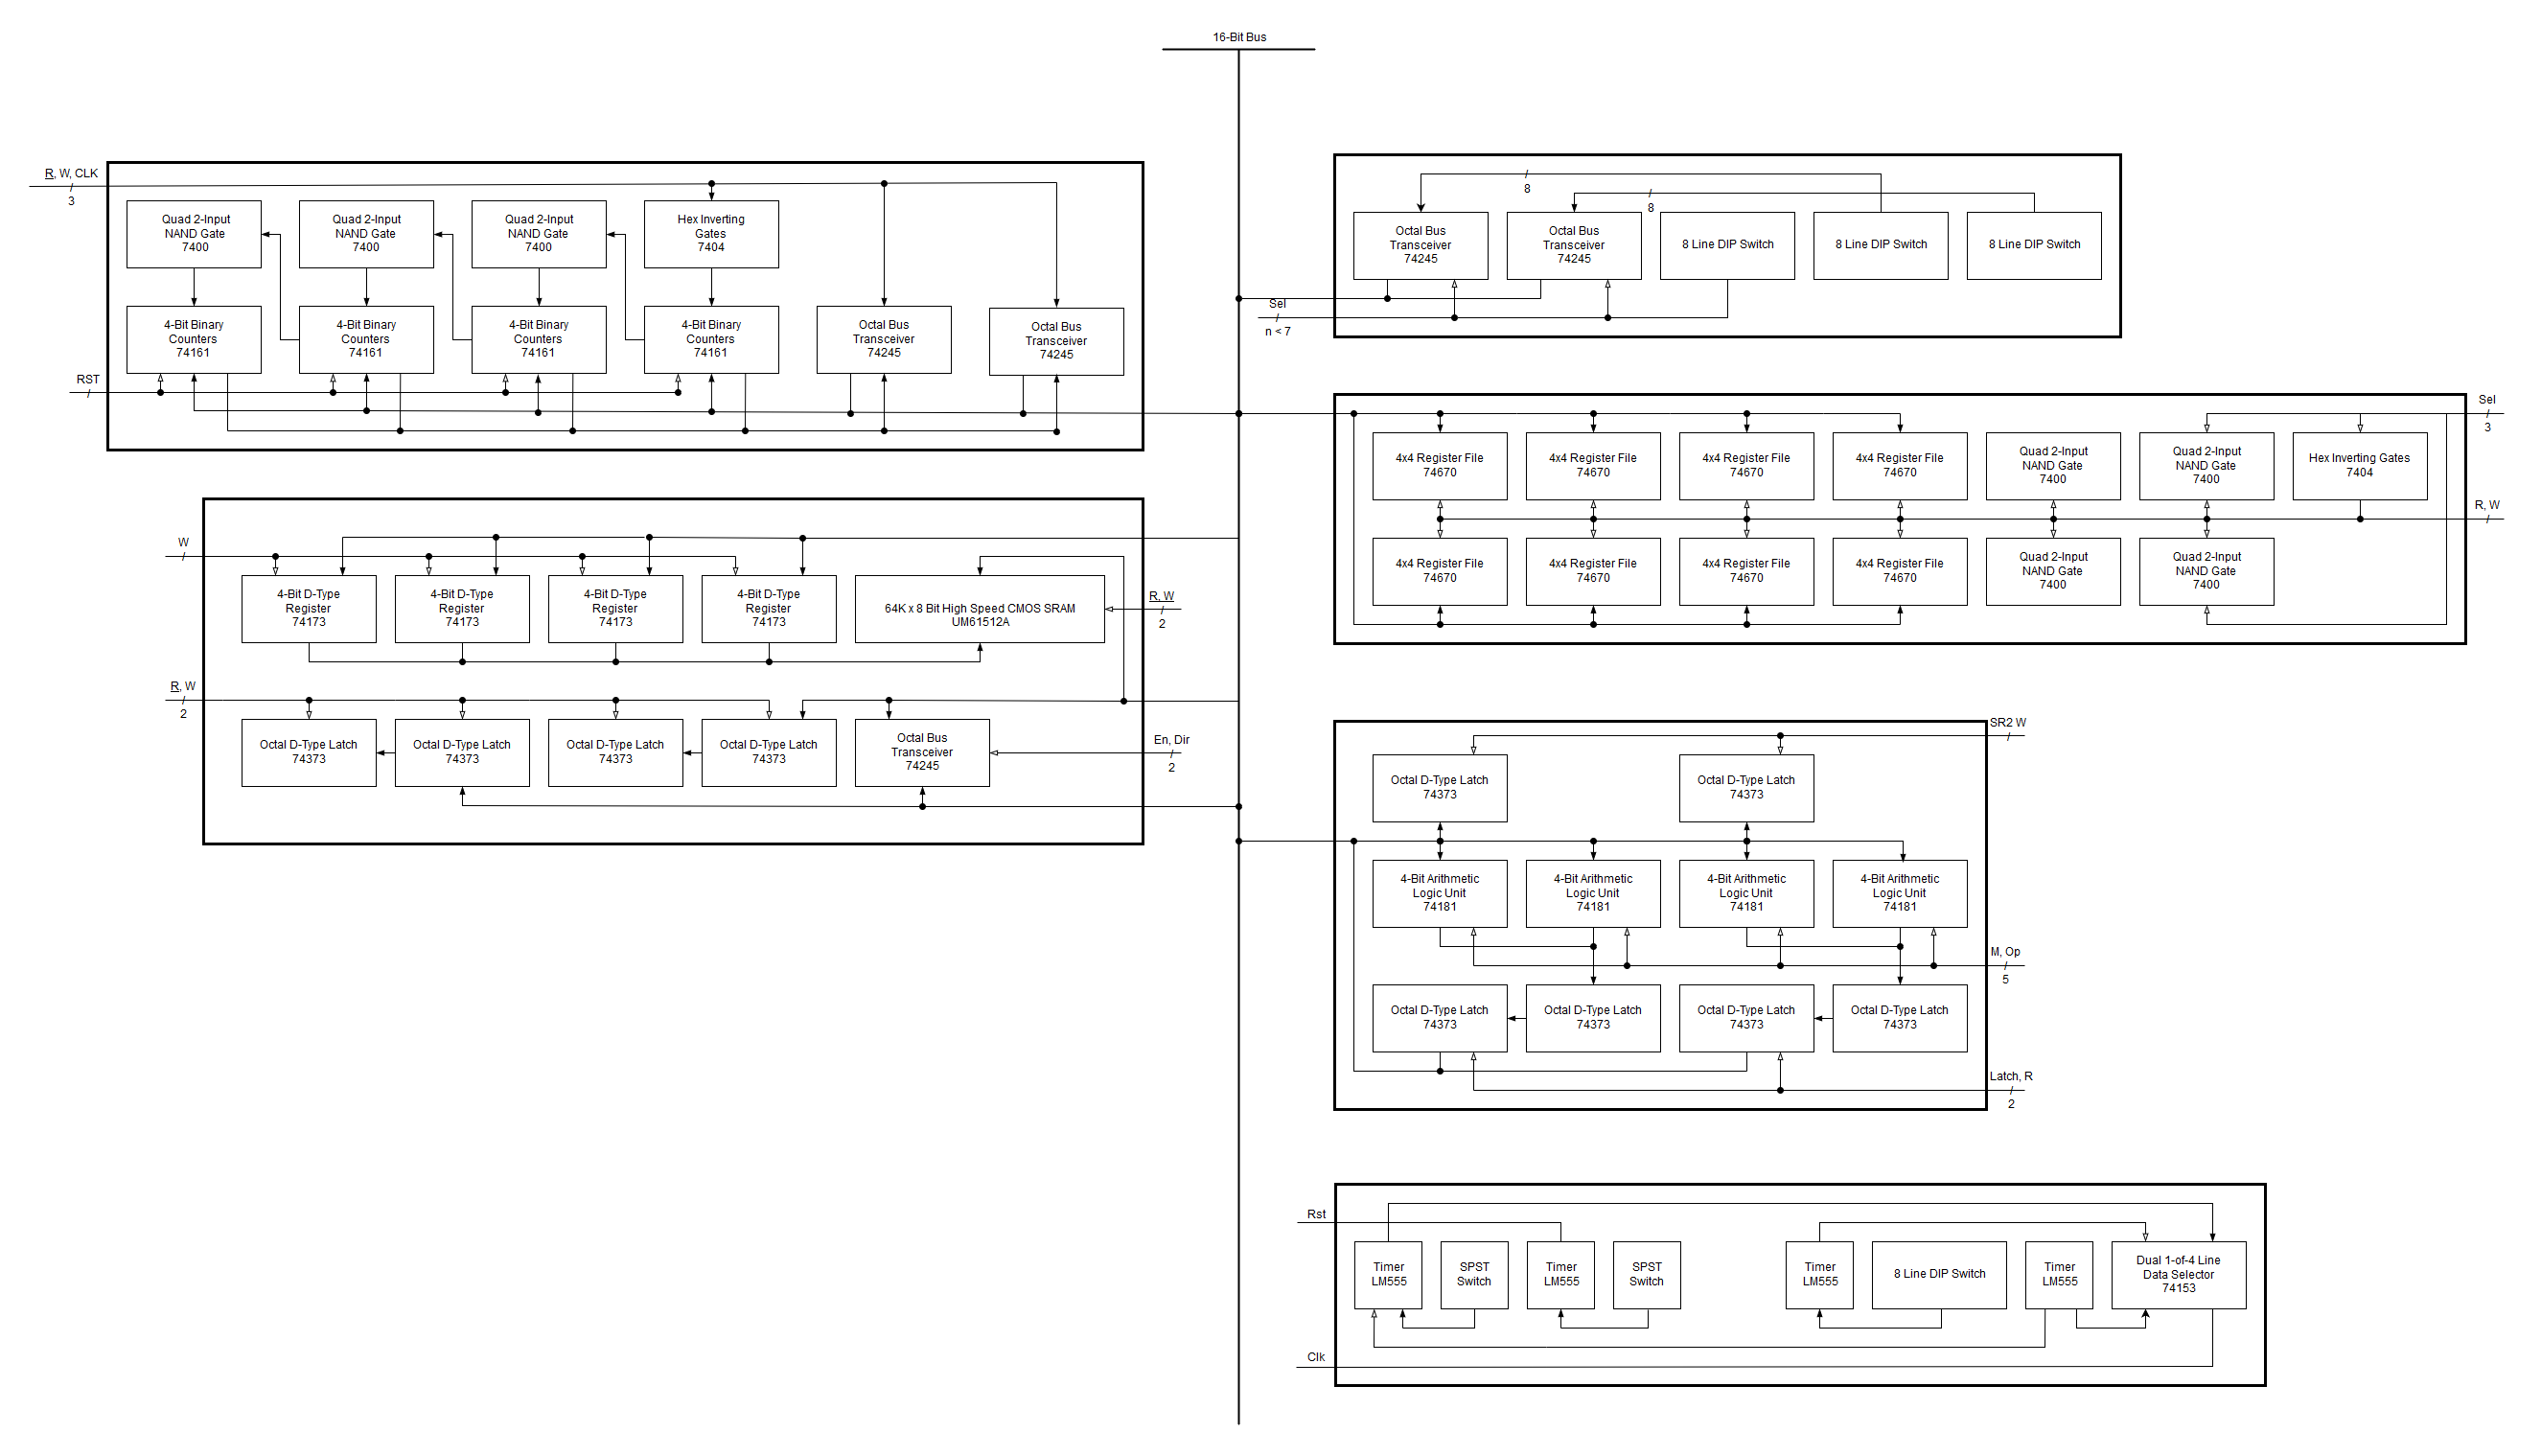 16-Bit Bus
R, W, CLK
3
Quad 2-Input
NAND Gate
7400
Quad 2-Input
NAND Gate
7400
Quad 2-Input
NAND Gate
7400
Hex Inverting
Gates
7404
4-Bit Binary
Counters
74161
4-Bit Binary
Counters
74161
4-Bit Binary
Counters
74161
4-Bit Binary
Counters
74161
Octal Bus
Transceiver
74245
Octal Bus
Transceiver
74245
RST
8
8
Octal Bus
Transceiver
74245
Octal Bus
Transceiver
74245
8 Line DIP Switch
8 Line DIP Switch
8 Line DIP Switch
Sel
n < 7
Sel
3
4x4 Register File
74670
4x4 Register File
74670
4x4 Register File
74670
4x4 Register File
74670
Quad 2-Input
NAND Gate
7400
Quad 2-Input
NAND Gate
7400
Hex Inverting Gates
7404
R, W
4x4 Register File
74670
4x4 Register File
74670
4x4 Register File
74670
4x4 Register File
74670
Quad 2-Input
NAND Gate
7400
Quad 2-Input
NAND Gate
7400
W
4-Bit D-Type
Register
74173
4-Bit D-Type
Register
74173
4-Bit D-Type
Register
74173
4-Bit D-Type
Register
74173
64K x 8 Bit High Speed CMOS SRAM
UM61512A
R, W
2
R, W
2
Octal D-Type Latch
74373
Octal D-Type Latch
74373
Octal D-Type Latch
74373
Octal D-Type Latch
74373
Octal Bus
Transceiver
74245
En, Dir
2
SR2 W
Octal D-Type Latch
74373
Octal D-Type Latch
74373
4-Bit Arithmetic
Logic Unit
74181
4-Bit Arithmetic
Logic Unit
74181
4-Bit Arithmetic
Logic Unit
74181
4-Bit Arithmetic
Logic Unit
74181
M, Op
5
Octal D-Type Latch
74373
Octal D-Type Latch
74373
Octal D-Type Latch
74373
Octal D-Type Latch
74373
Latch, R
2
Rst
Timer
LM555
SPST
Switch
Timer
LM555
SPST
Switch
Timer
LM555
8 Line DIP Switch
Timer
LM555
Dual 1-of-4 Line
Data Selector
74153
Clk